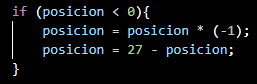 if (posicion < 0){
    posicion = posicion * (-1);
    posicion = 27 - posicion;
}